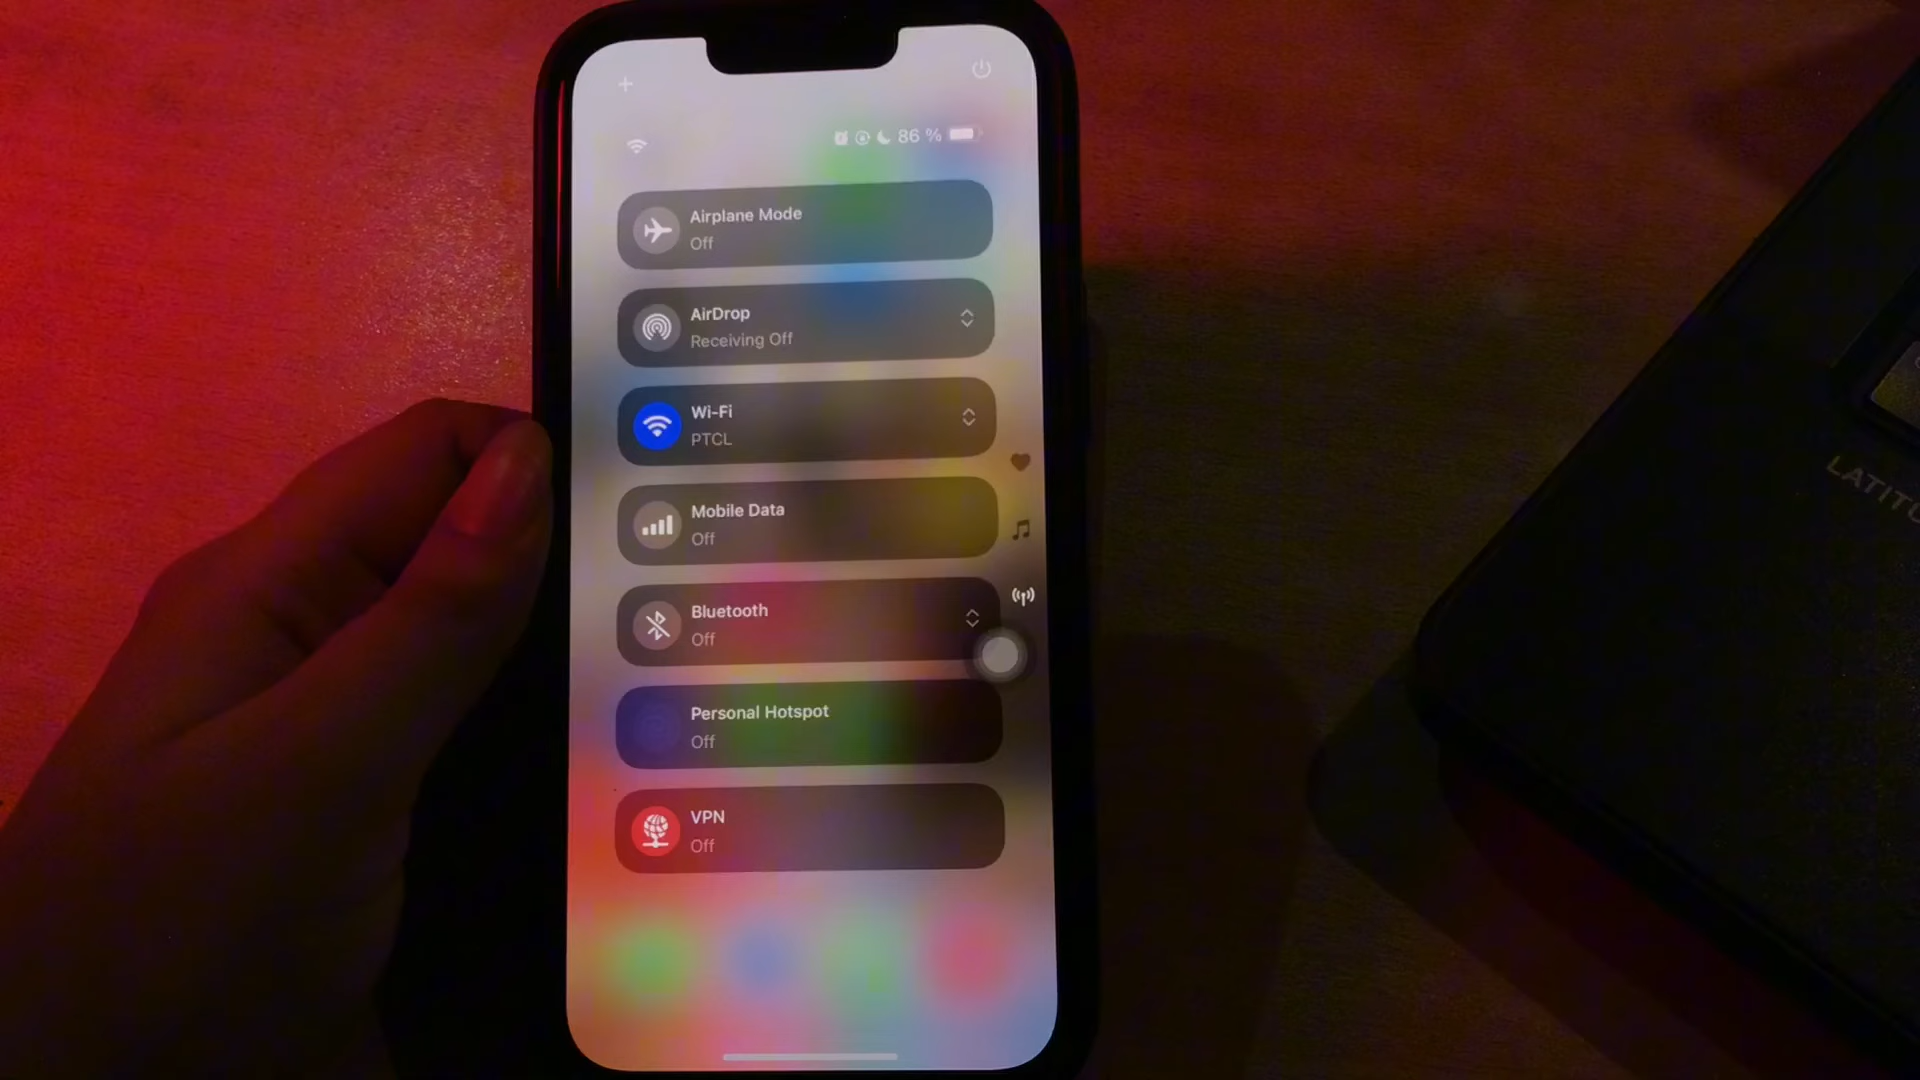 86 %
Airplane Mode
Off
AirDrop
Receiving Off
Wi-Fi
PTCL
Mobile Data
Off
Bluetooth
Off
Personal Hotspot
Off
VPN
Off